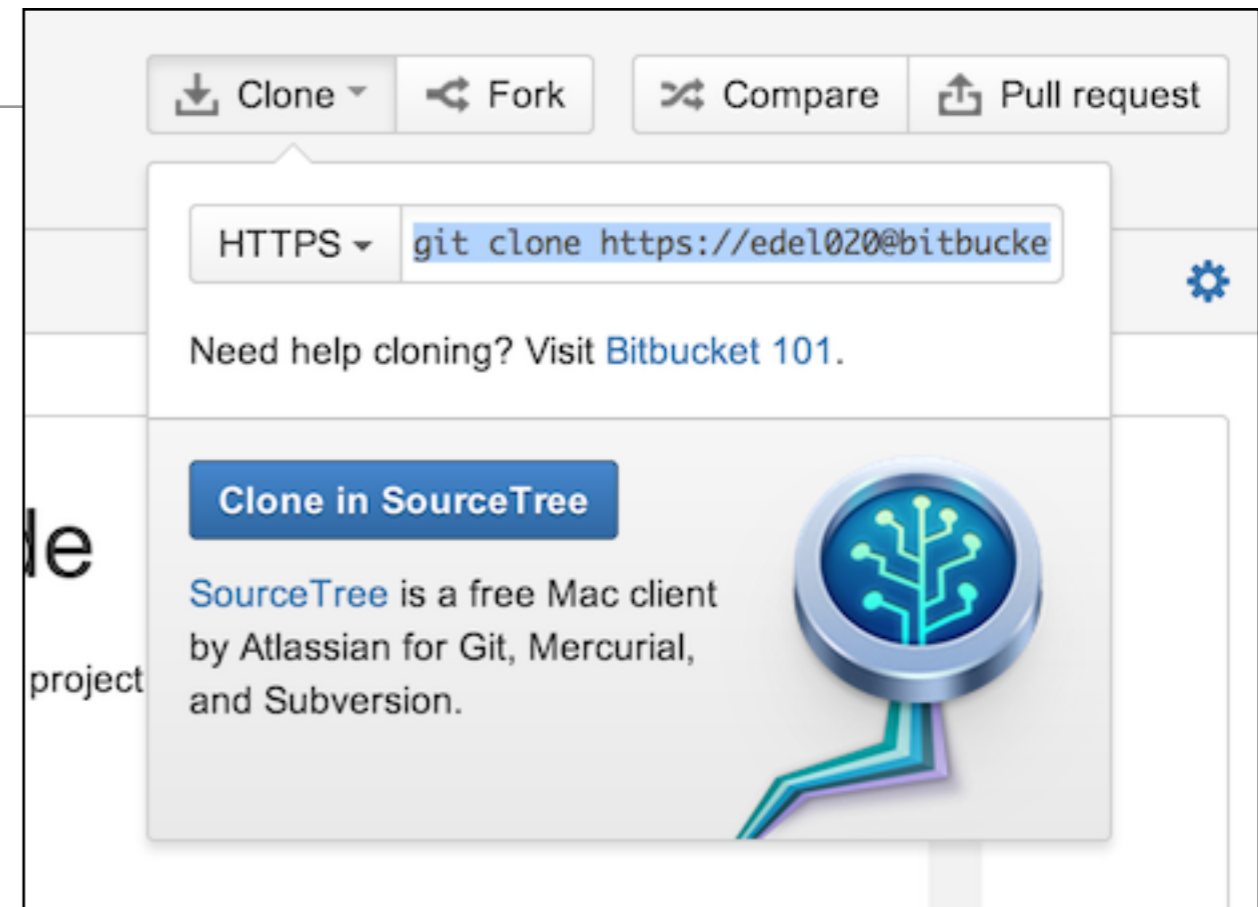 Clone Fork Compare Pull request
HTTPS git clone https://edel020@bitbucke
Need help cloning? Visit Bitbucket 101.
Clone in SourceTree
SourceTree is a free Mac client
by Atlassian for Git, Mercurial,
and Subversion.
de
project